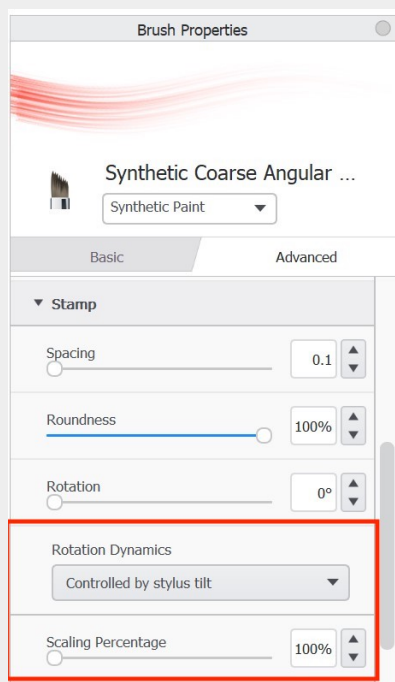 Brush Properties
Synthetic Coarse Angular ...
Synthetic Paint
Basic Advanced
Stamp
Spacing 0.1
Roundness 100%
Rotation 0°
Rotation Dynamics
Controlled by stylus tilt
Scaling Percentage 100%